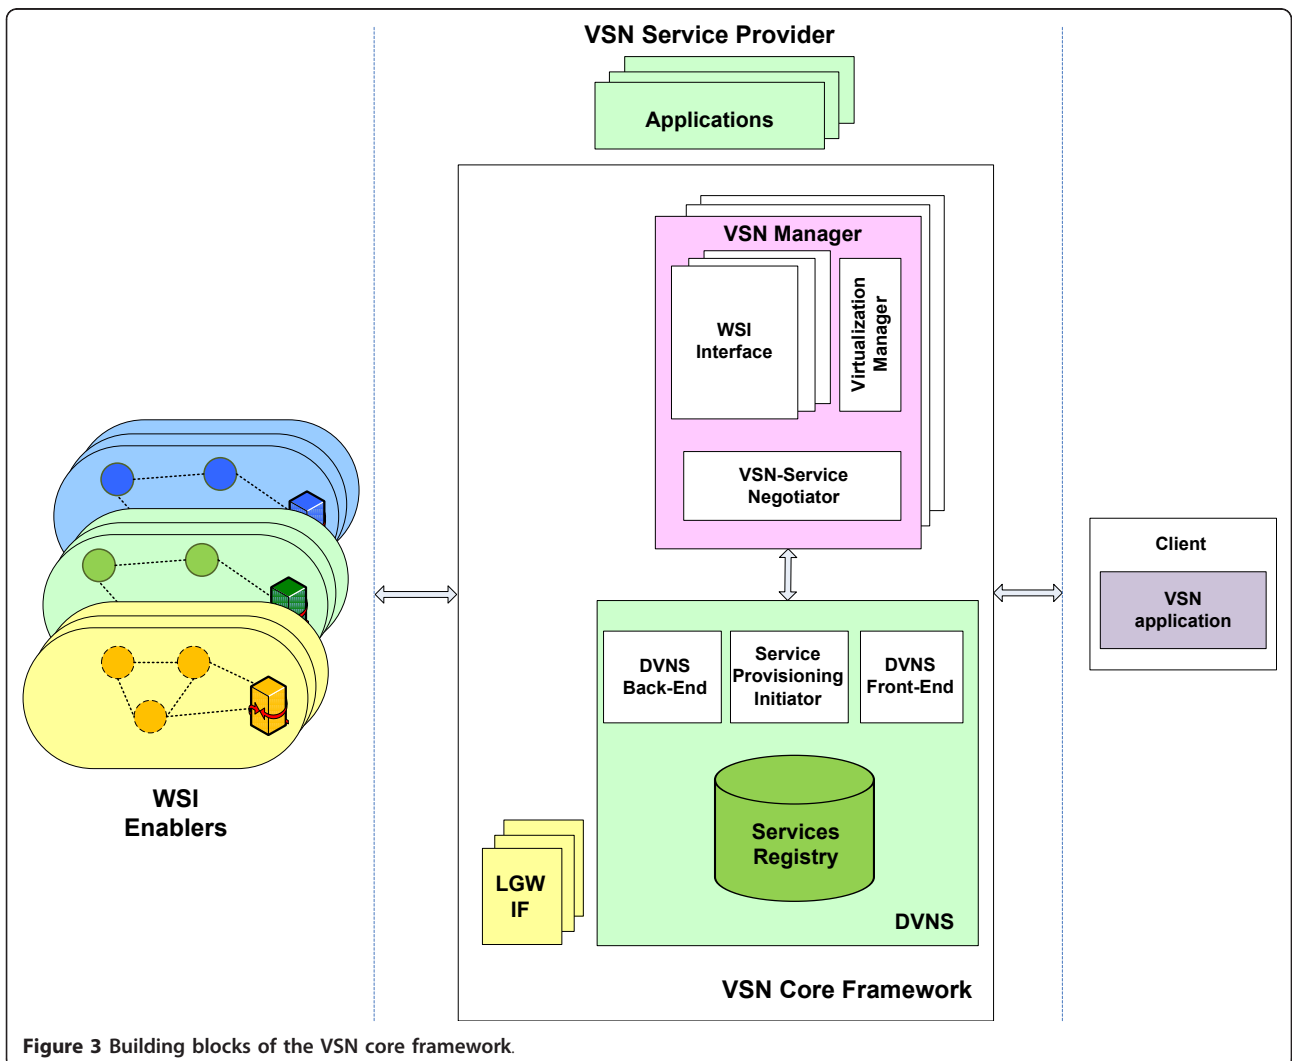 VSN Service Provider
Applications
VSN Manager
WSI
Interface
Virtualization
Manager
VSN-Service
Negotiator
Client
VSN
application
DVNS
Back-End
Service
Provisioning
Initiator
DVNS
Front-End
WSI
Enablers
Services
Registry
LGW
IF
DVNS
VSN Core Framework
Figure 3 Building blocks of the VSN core framework.